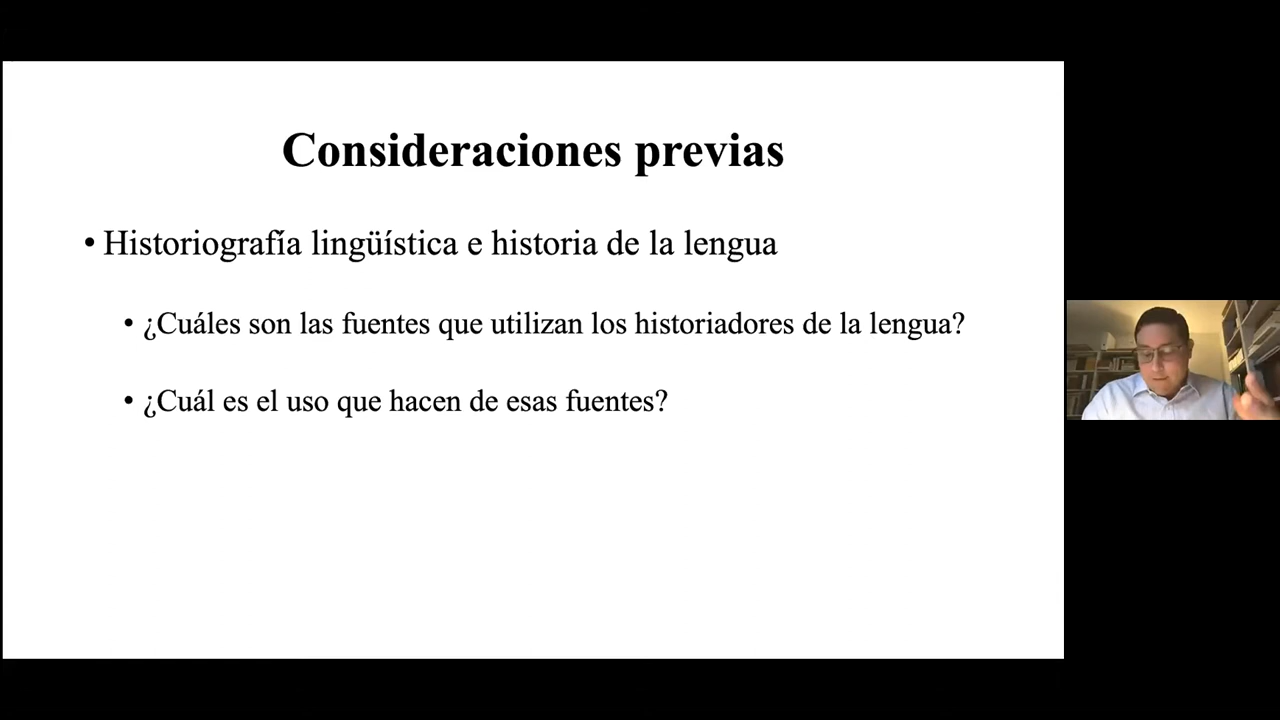 Consideraciones previas
• Historiografía lingüística e historia de la lengua
• ¿Cuáles son las fuentes que utilizan los historiadores de la lengua?
• ¿Cuál es el uso que hacen de esas fuentes?